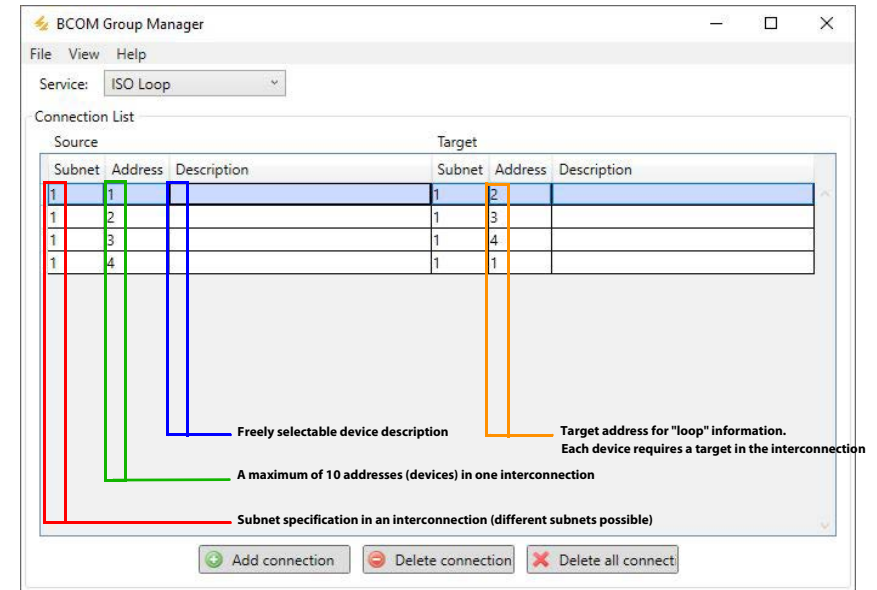 BCOM Group Manager
File View Help
Service: ISO Loop
Connection List
Source Target
Subnet Address Description Subnet Address Description
1 1 1 2
1 2 1 3
1 3 1 4
1 4 1 1
Freely selectable device description
Target address for "loop" information.
Each device requires a target in the interconnection
A maximum of 10 addresses (devices) in one interconnection
Subnet specification in an interconnection (different subnets possible)
Add connection Delete connection Delete all connect